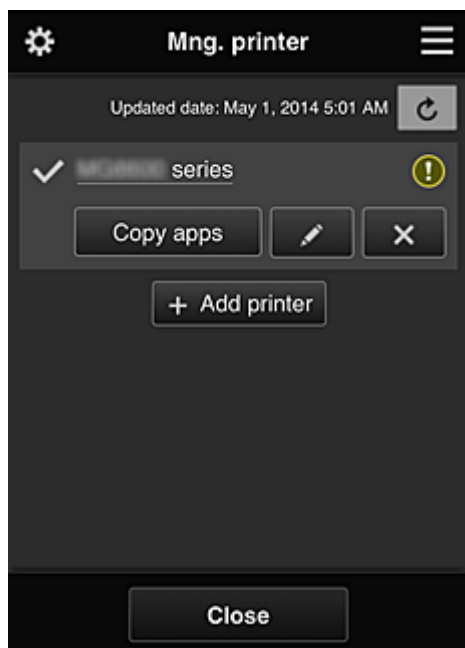 Mng. printer
Updated date: May 1, 2014 5:01 AM
series
Copy apps
+ Add printer
Close